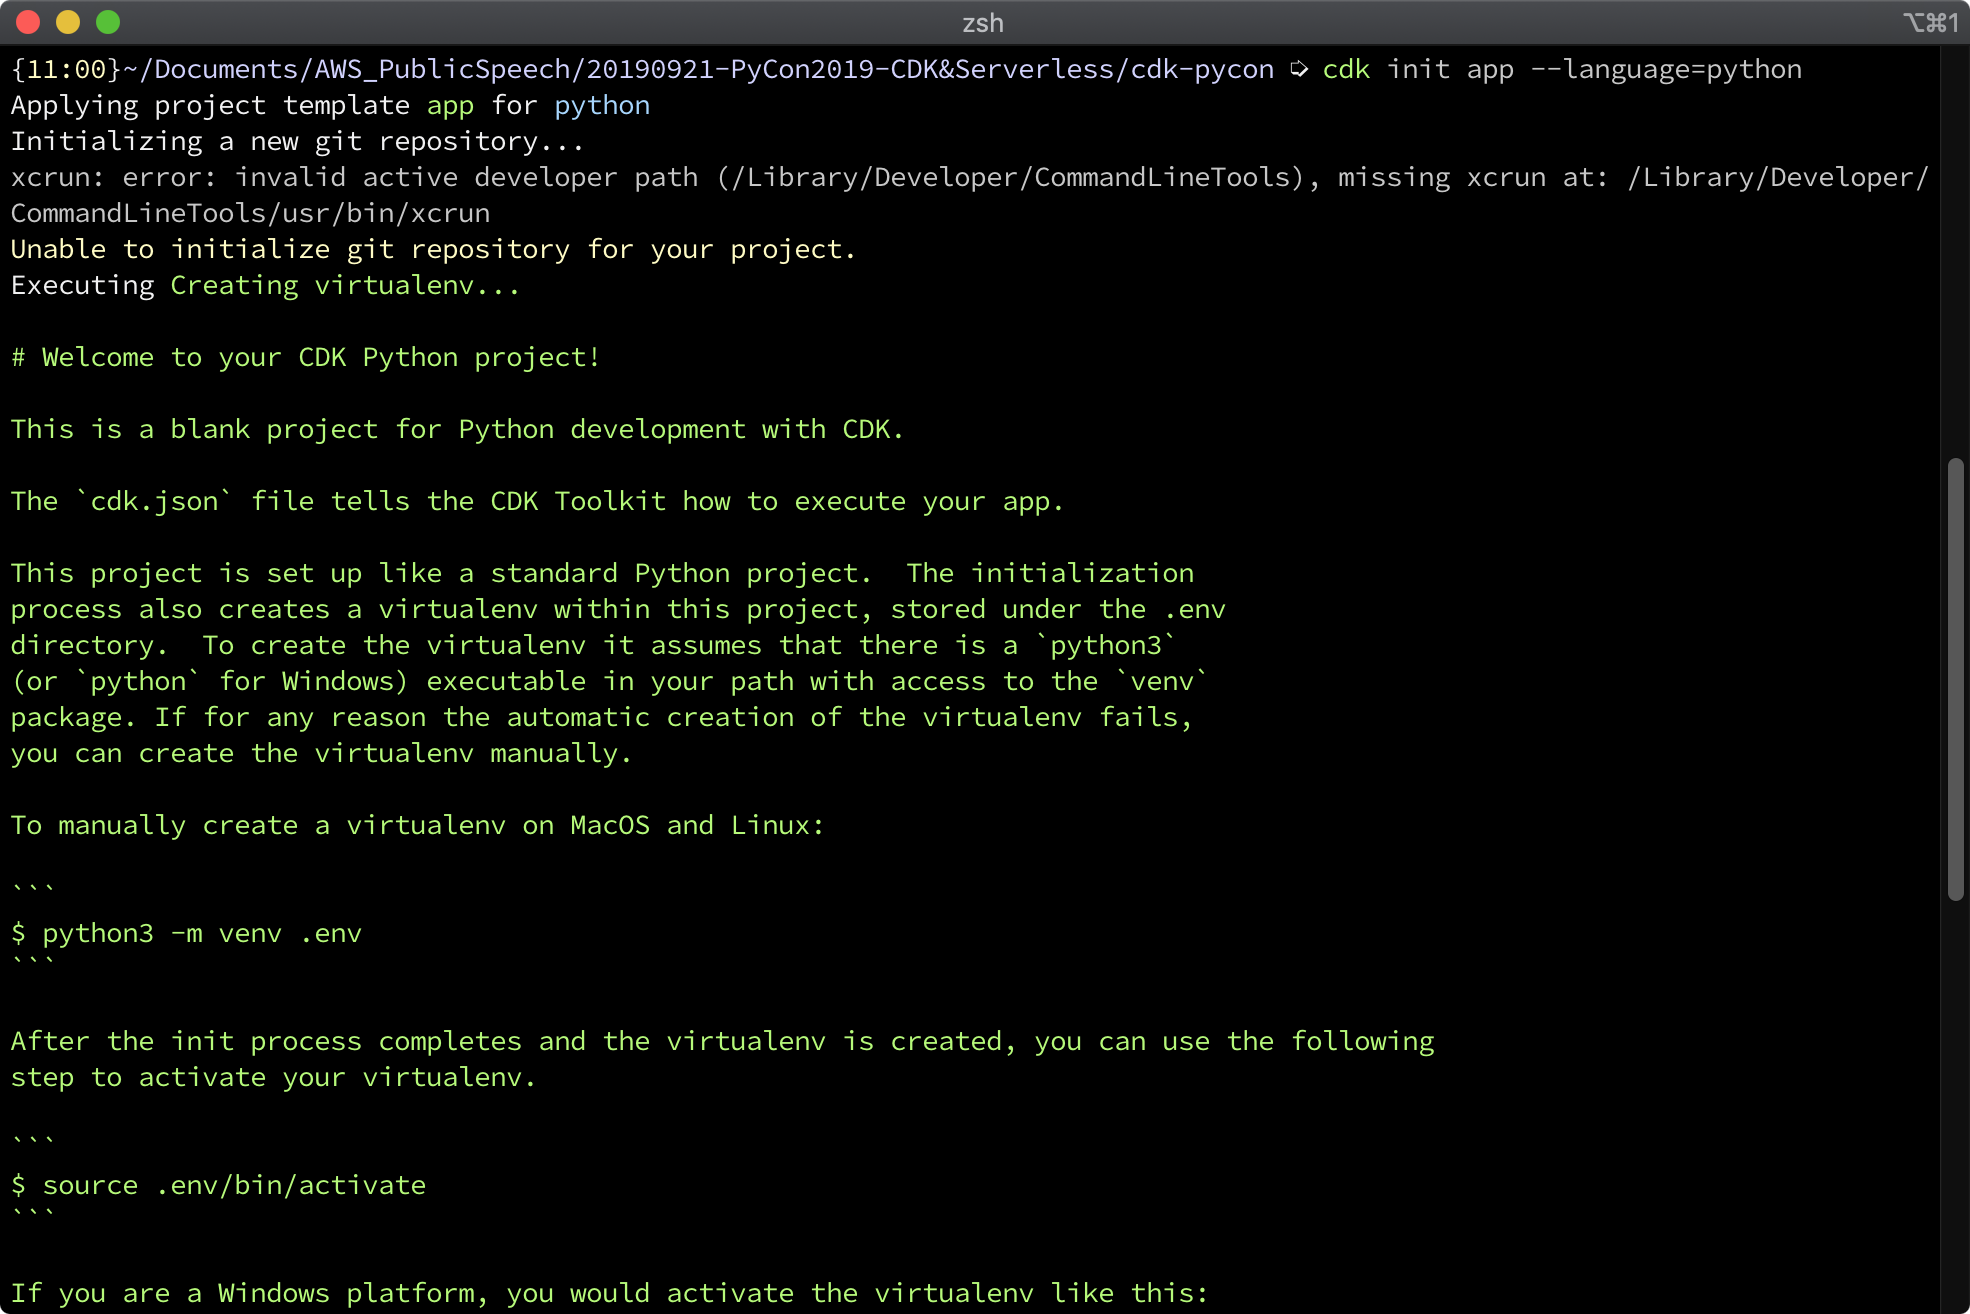 zsh
⌥⌘1
{11:00}~/Documents/AWS_PublicSpeech/20190921-PyCon2019-CDK&Serverless/cdk-pycon ➩ cdk init app --language=python
Applying project template app for python
Initializing a new git repository...
xcrun: error: invalid active developer path (/Library/Developer/CommandLineTools), missing xcrun at: /Library/Developer/
CommandLineTools/usr/bin/xcrun
Unable to initialize git repository for your project.
Executing Creating virtualenv...
# Welcome to your CDK Python project!
This is a blank project for Python development with CDK.
The `cdk.json` file tells the CDK Toolkit how to execute your app.
This project is set up like a standard Python project.  The initialization
process also creates a virtualenv within this project, stored under the .env
directory.  To create the virtualenv it assumes that there is a `python3`
(or `python` for Windows) executable in your path with access to the `venv`
package. If for any reason the automatic creation of the virtualenv fails,
you can create the virtualenv manually.
To manually create a virtualenv on MacOS and Linux:
```
$ python3 -m venv .env
```
After the init process completes and the virtualenv is created, you can use the following
step to activate your virtualenv.
```
$ source .env/bin/activate
```
If you are a Windows platform, you would activate the virtualenv like this: